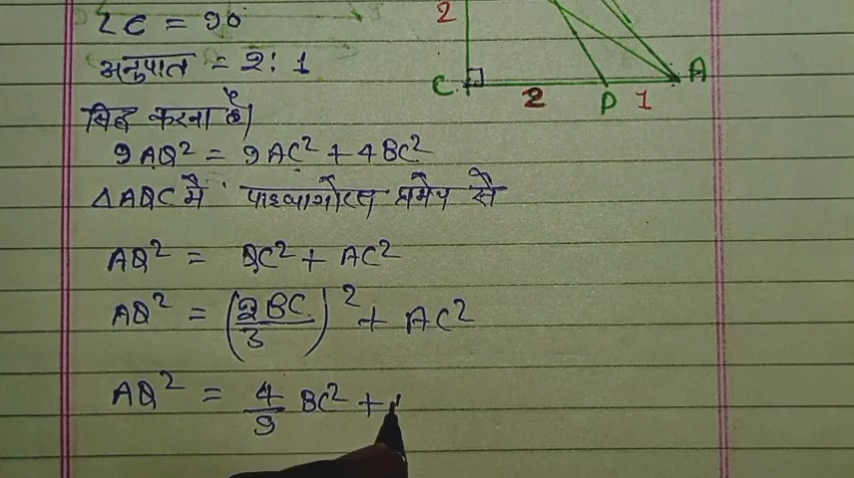 ∠C = 90°
अनुपात = 2:1
सिद्ध करना है।
9AQ² = 9AC² + 4BC²
ΔAQC में पाइथागोरस प्रमेय से
AQ² = QC² + AC²
AQ² = (2BC/3)² + AC²
AQ² = 4/9 BC² +
2
C
2
P
1
A